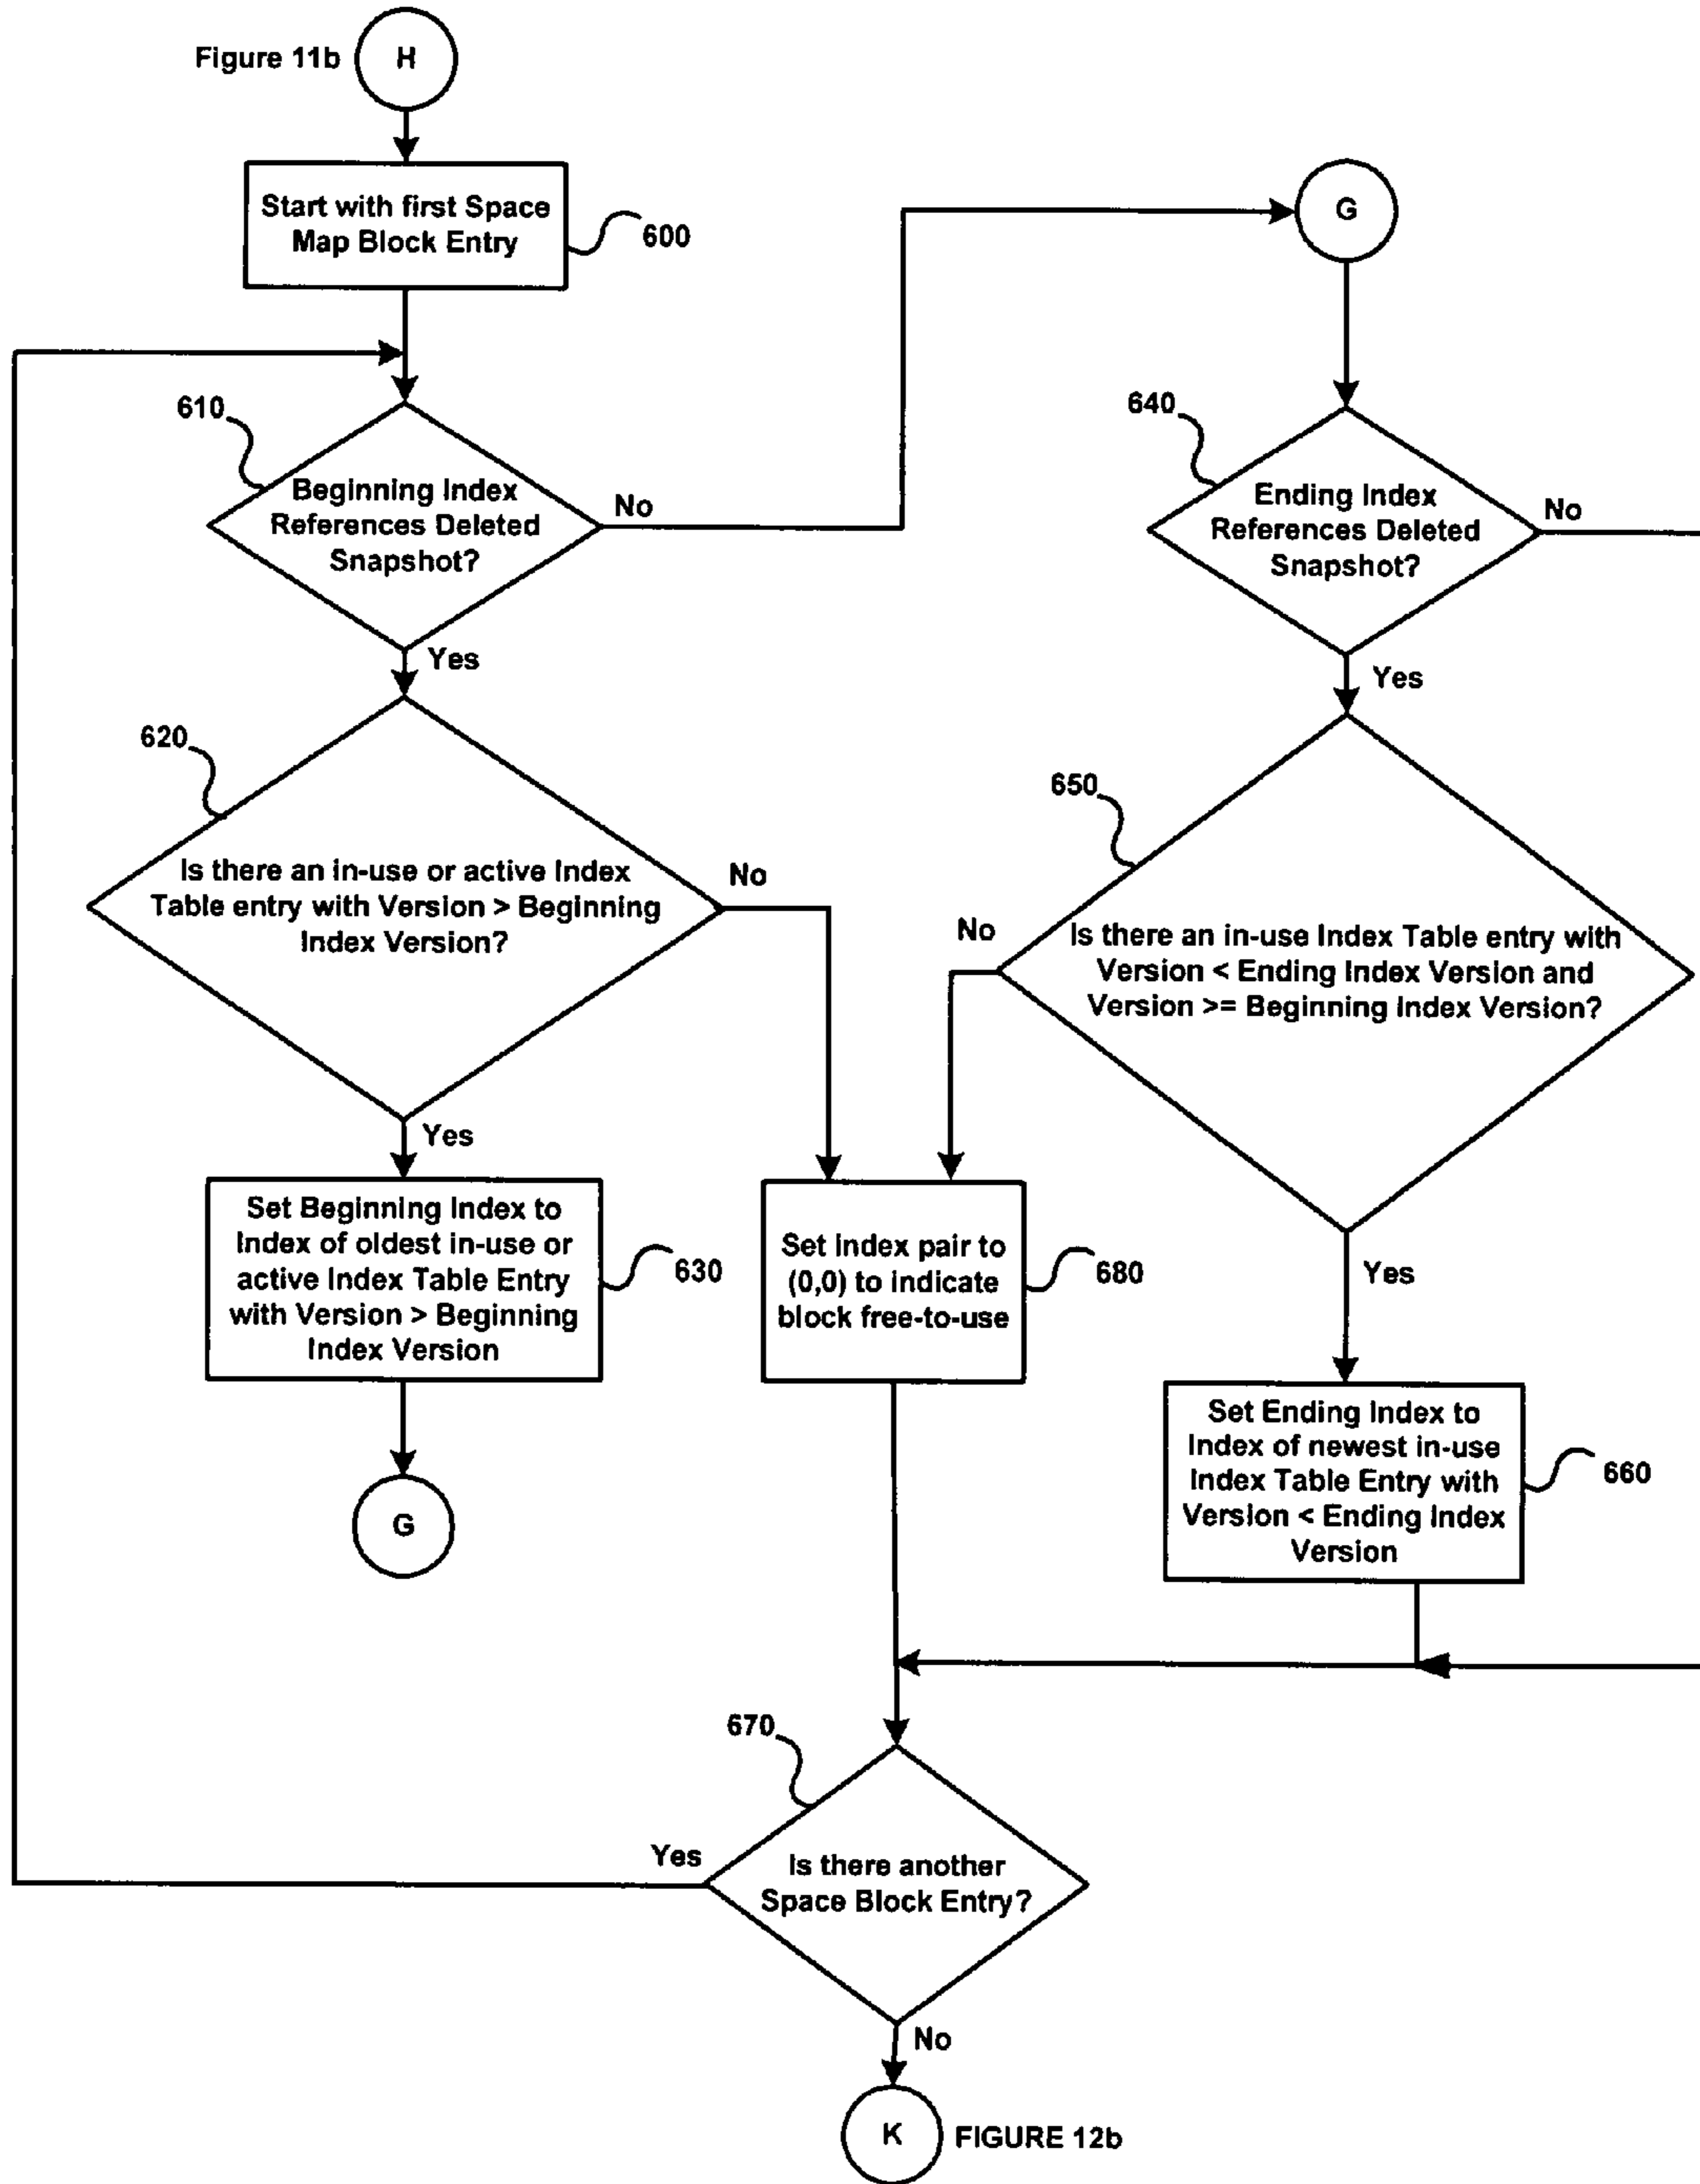 Figure 11b
H
Start with first Space
Map Block Entry
600
G
610
Beginning Index
References Deleted
Snapshot?
No
Yes
640
Ending Index
References Deleted
Snapshot?
No
Yes
620
Is there an in-use or active Index
Table entry with Version > Beginning
Index Version?
No
Yes
650
Is there an in-use Index Table entry with
Version < Ending Index Version and
Version >= Beginning Index Version?
No
Yes
Set Beginning Index to
Index of oldest in-use or
active Index Table Entry
with Version > Beginning
Index Version
630
G
Set index pair to
(0,0) to indicate
block free-to-use
680
Set Ending Index to
Index of newest in-use
Index Table Entry with
Version < Ending Index
Version
660
670
Is there another
Space Block Entry?
Yes
No
K
FIGURE 12b